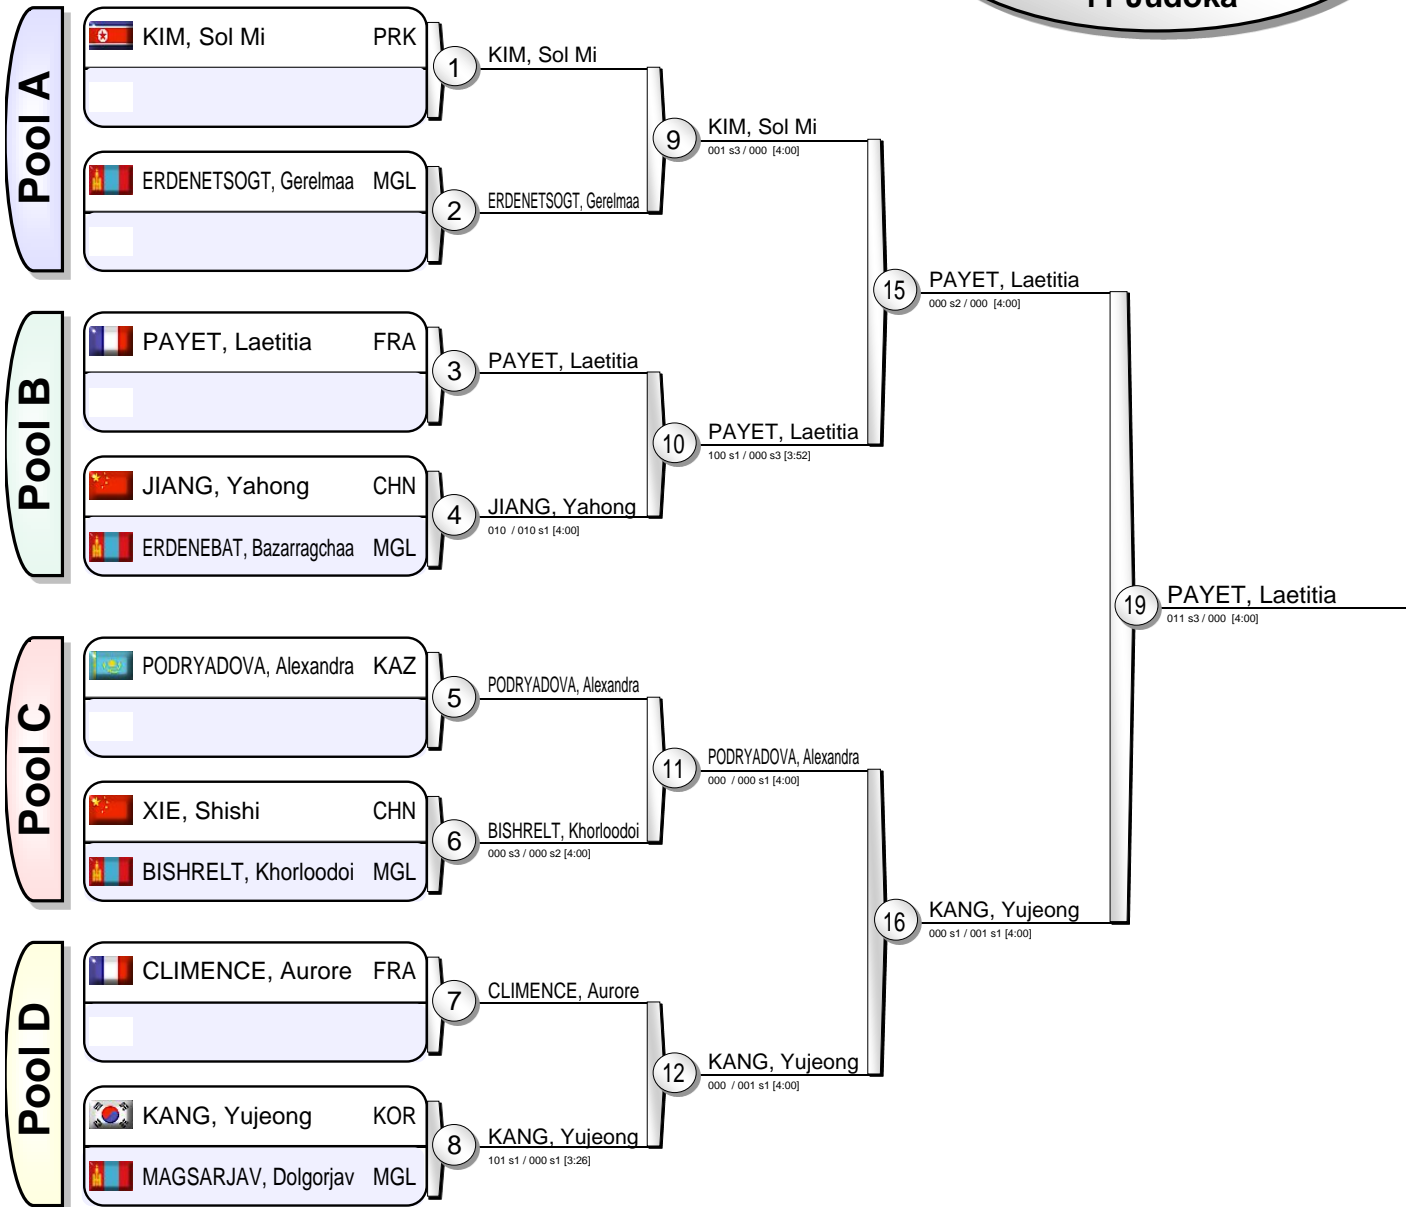 11 Judoka
Pool A
KIM, Sol Mi PRK
1
KIM, Sol Mi
ERDENETSOGT, Gerelmaa MGL
2
ERDENETSOGT, Gerelmaa
9
KIM, Sol Mi
001 s3 / 000 [4:00]
Pool B
PAYET, Laetitia FRA
3
PAYET, Laetitia
JIANG, Yahong CHN
ERDENEBAT, Bazarragchaa MGL
4
JIANG, Yahong
010 / 010 s1 [4:00]
10
PAYET, Laetitia
100 s1 / 000 s3 [3:52]
15
PAYET, Laetitia
000 s2 / 000 [4:00]
Pool C
PODRYADOVA, Alexandra KAZ
5
PODRYADOVA, Alexandra
XIE, Shishi CHN
BISHRELT, Khorloodoi MGL
6
BISHRELT, Khorloodoi
000 s3 / 000 s2 [4:00]
11
PODRYADOVA, Alexandra
000 / 000 s1 [4:00]
Pool D
CLIMENCE, Aurore FRA
7
CLIMENCE, Aurore
KANG, Yujeong KOR
MAGSARJAV, Dolgorjav MGL
8
KANG, Yujeong
101 s1 / 000 s1 [3:26]
12
KANG, Yujeong
000 / 001 s1 [4:00]
16
KANG, Yujeong
000 s1 / 001 s1 [4:00]
19
PAYET, Laetitia
011 s3 / 000 [4:00]